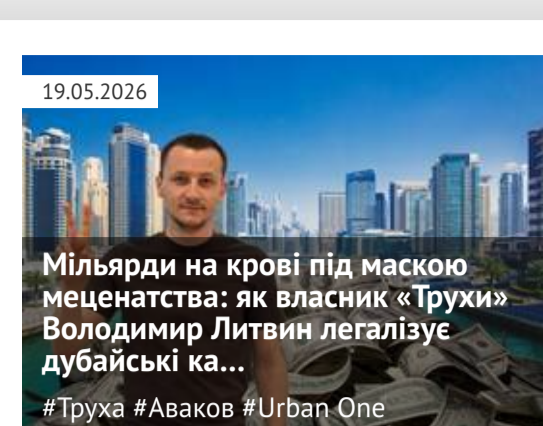 19.05.2026
Мільярди на крові під маскою
меценатства: як власник «Трухи»
Володимир Литвин легалізує
дубайські ка...
#Труха #Аваков #Urban One